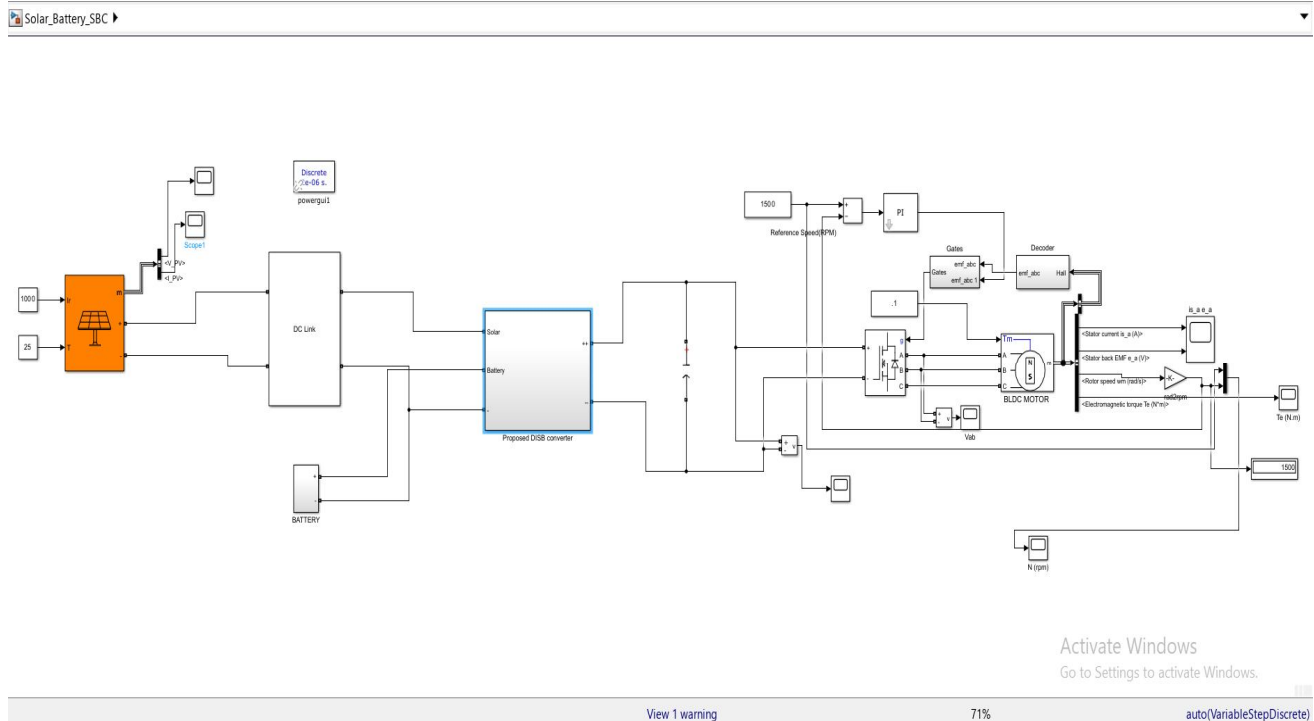 Solar_Battery_SBC
Discrete
powergui1
Scope1
<V_PV>
<I_PV>
1000
Ir
m
+
25
T
-
DC Link
Solar
Battery
-
++
--
Proposed DISB converter
+
-
BATTERY
1500
Reference Speed(RPM)
+
-
PI
Gates
emf_abc
Gates
emf_abc 1
Decoder
emf_abc
Hall
.1
g
+
A
B
-
C
Tm
A
B
C
m
N
S
BLDC MOTOR
is_a e_a
<Stator current is_a (A)>
<Stator back EMF e_a (V)>
<Rotor speed wm (rad/s)>
-K-
rad2rpm
<Electromagnetic torque Te (N*m)>
Te (N.m)
+
-
v
Vab
+
-
v
1500
N (rpm)
Activate Windows
Go to Settings to activate Windows.
View 1 warning
71%
auto(VariableStepDiscrete)